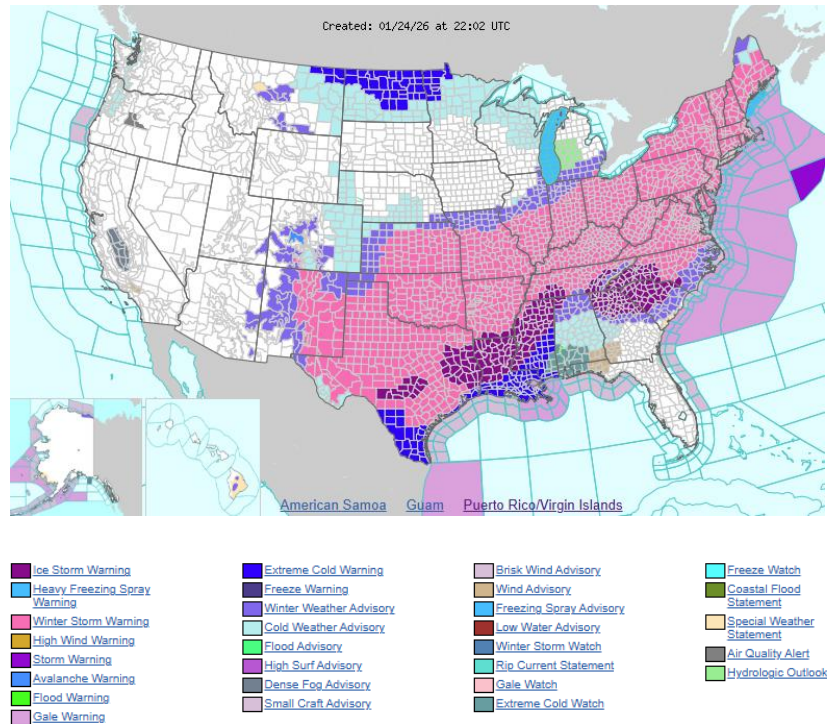 Created: 01/24/26 at 22:02 UTC
American Samoa Guam Puerto Rico/Virgin Islands
Ice Storm Warning
Heavy Freezing Spray
Warning
Winter Storm Warning
High Wind Warning
Storm Warning
Avalanche Warning
Flood Warning
Gale Warning
Extreme Cold Warning
Freeze Warning
Winter Weather Advisory
Cold Weather Advisory
Flood Advisory
High Surf Advisory
Dense Fog Advisory
Small Craft Advisory
Brisk Wind Advisory
Wind Advisory
Freezing Spray Advisory
Low Water Advisory
Winter Storm Watch
Rip Current Statement
Gale Watch
Extreme Cold Watch
Freeze Watch
Coastal Flood
Statement
Special Weather
Statement
Air Quality Alert
Hydrologic Outlook